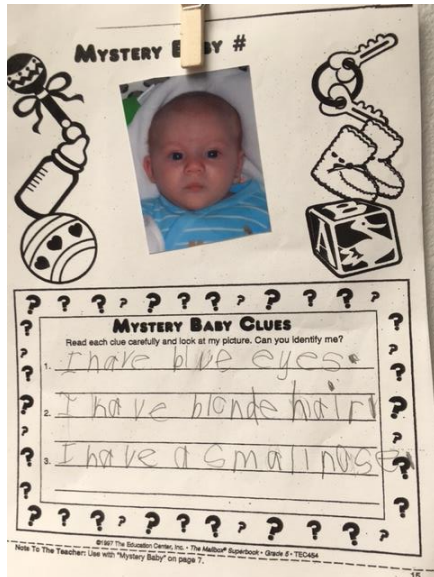 MYSTERY BABY #
MYSTERY BABY CLUES
Read each clue carefully and look at my picture. Can you identify me?
1. I have blue eyes.
2. I have blonde hair
3. I have a small nose
©1997 The Education Center, Inc. • The Mailbox® Superbook • Grade 5 • TEC454
Note To The Teacher: Use with "Mystery Baby" on page 7.
15